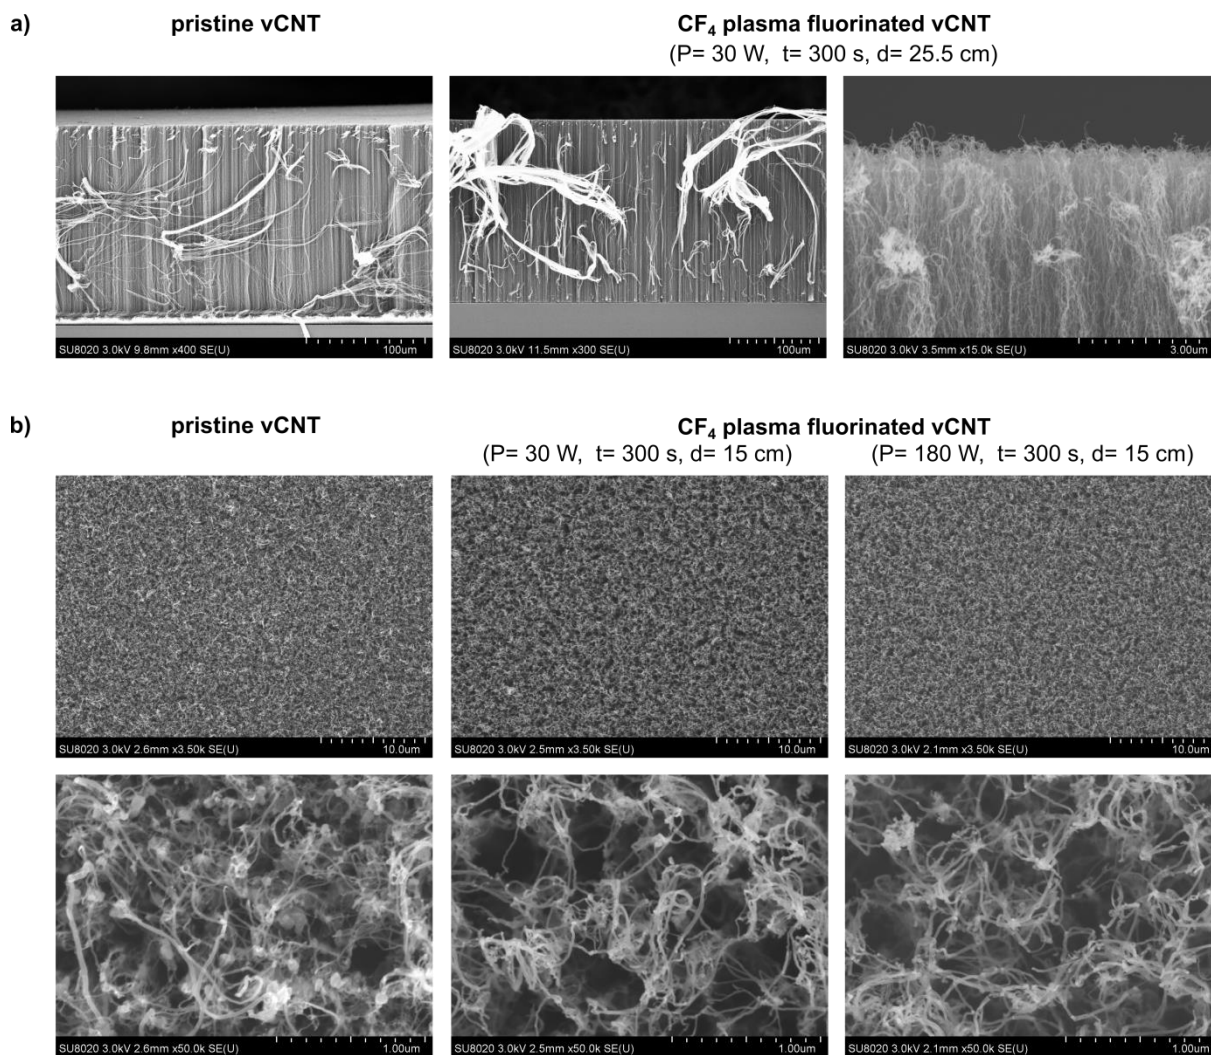 a)
pristine vCNT
CF₄ plasma fluorinated vCNT
(P= 30 W, t= 300 s, d= 25.5 cm)
SU8020 3.0kV 9.8mm x400 SE(U)
100um
SU8020 3.0kV 11.5mm x300 SE(U)
100um
SU8020 3.0kV 3.5mm x15.0k SE(U)
3.00um
b)
pristine vCNT
CF₄ plasma fluorinated vCNT
(P= 30 W, t= 300 s, d= 15 cm)
(P= 180 W, t= 300 s, d= 15 cm)
SU8020 3.0kV 2.6mm x3.50k SE(U)
10.0um
SU8020 3.0kV 2.5mm x3.50k SE(U)
10.0um
SU8020 3.0kV 2.1mm x3.50k SE(U)
10.0um
SU8020 3.0kV 2.6mm x50.0k SE(U)
1.00um
SU8020 3.0kV 2.5mm x50.0k SE(U)
1.00um
SU8020 3.0kV 2.1mm x50.0k SE(U)
1.00um